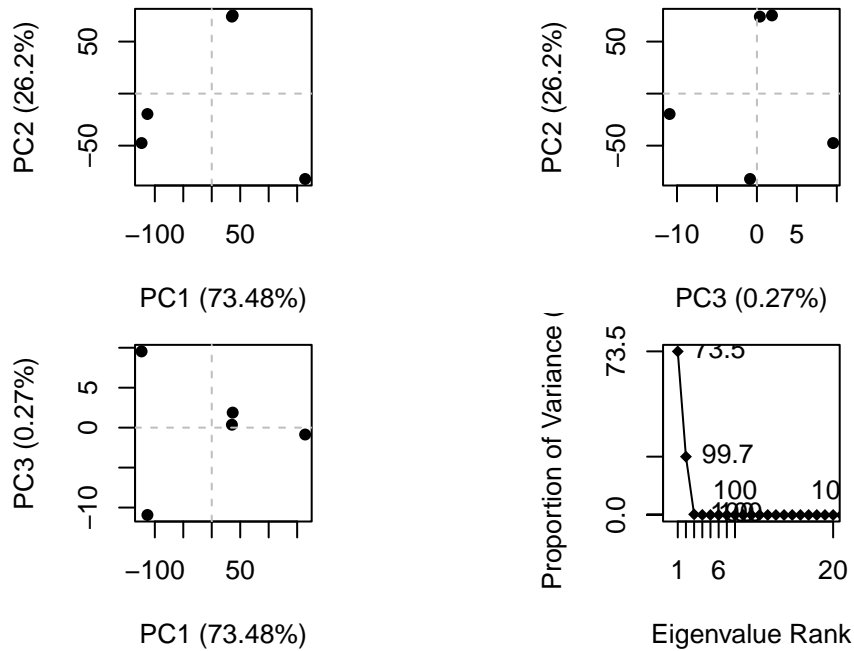 PC2 (26.2%)
50
−50
−100
50
PC1 (73.48%)
PC2 (26.2%)
50
−50
−10
0
5
PC3 (0.27%)
PC3 (0.27%)
5
0
−10
−100
50
PC1 (73.48%)
Proportion of Variance (
73.5
0.0
73.5
99.7
100
10
1
6
20
Eigenvalue Rank